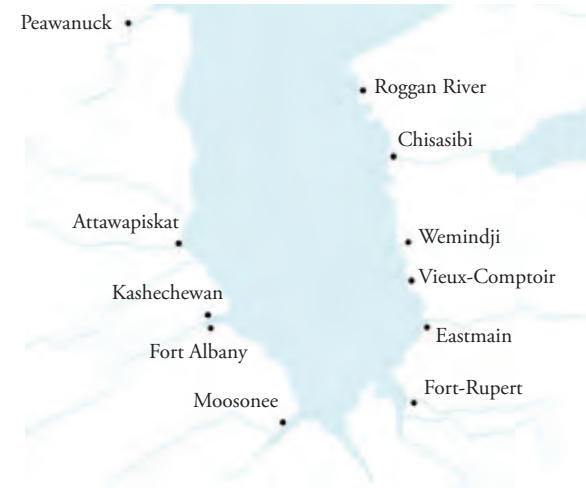 Peawanuck
Roggan River
Chisasibi
Attawapiskat
Wemindji
Vieux-Comptoir
Kashechewan
Eastmain
Fort Albany
Fort-Rupert
Moosonee